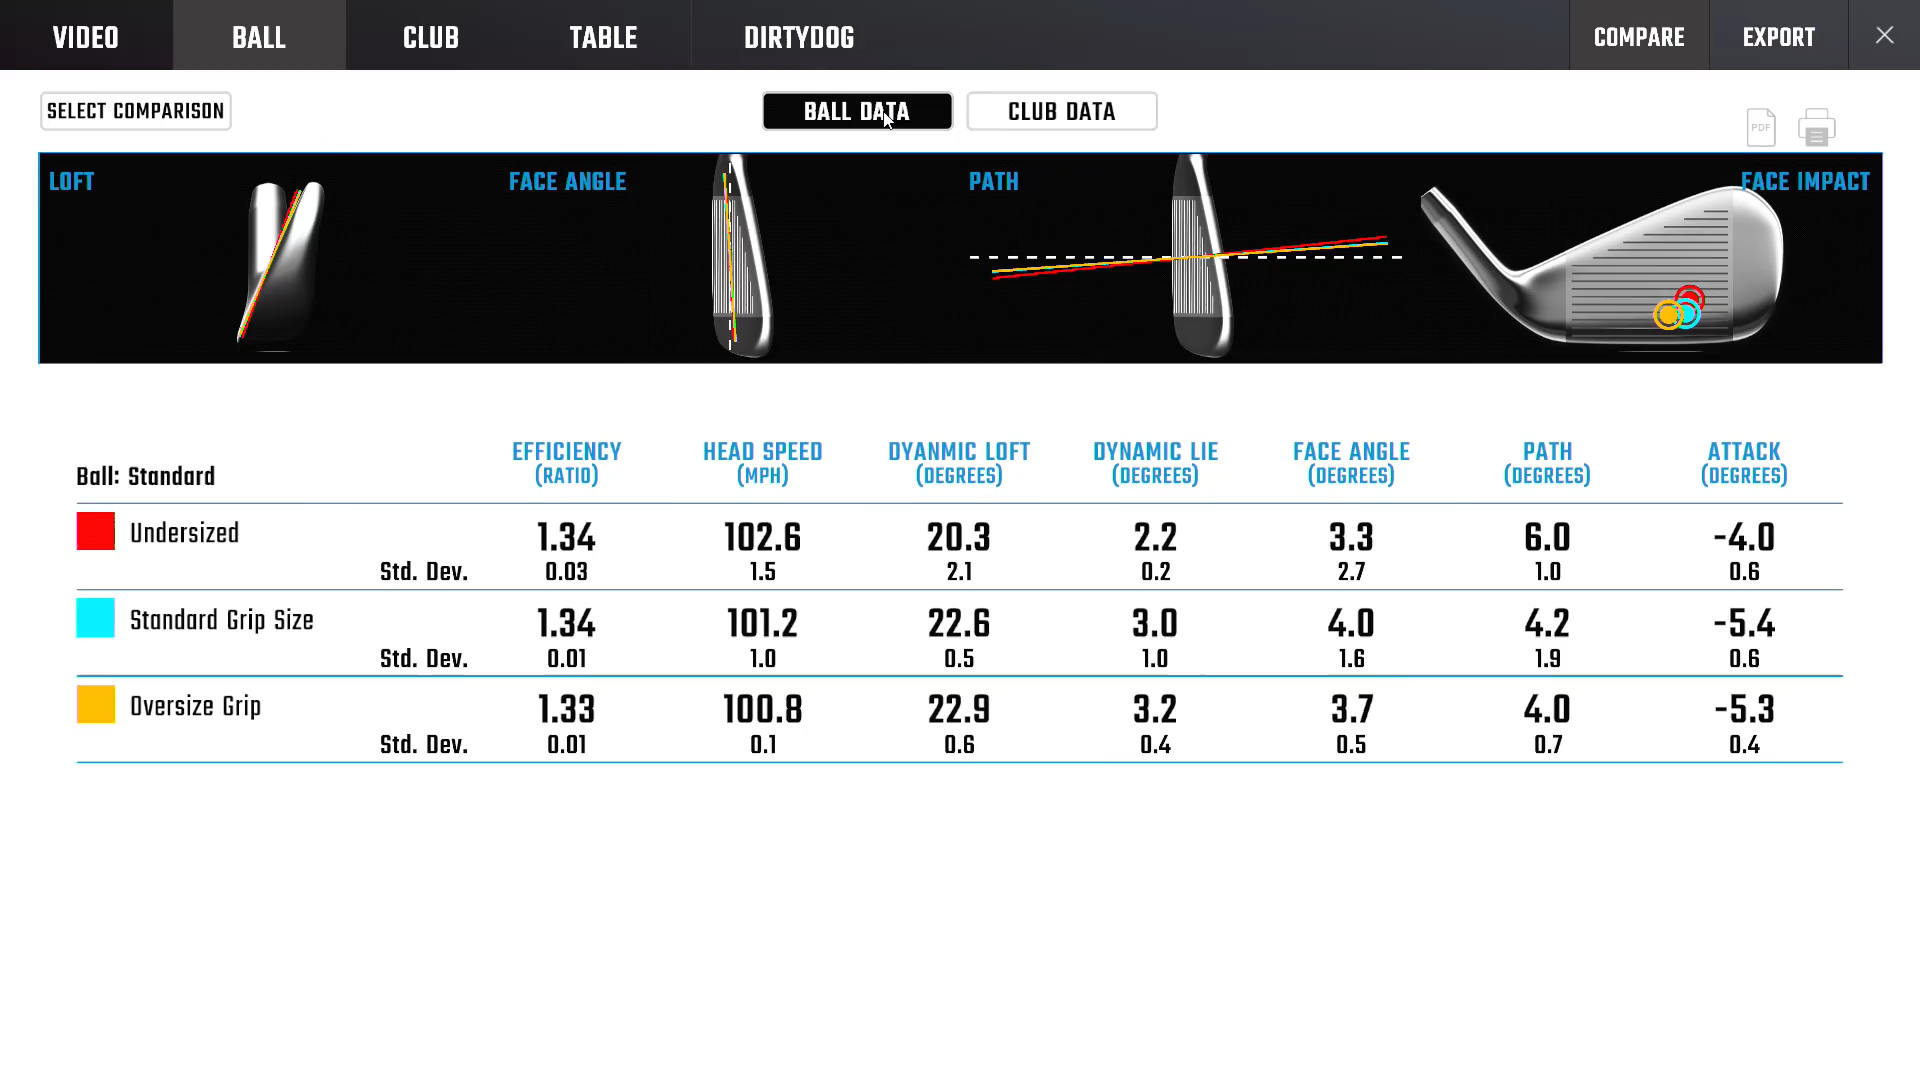 VIDEO BALL CLUB TABLE DIRTYDOG COMPARE EXPORT
SELECT COMPARISON BALL DATA CLUB DATA
PDF
LOFT FACE ANGLE PATH FACE IMPACT
EFFICIENCY HEAD SPEED DYANMIC LOFT DYNAMIC LIE FACE ANGLE PATH ATTACK
Ball: Standard (RATIO) (MPH) (DEGREES) (DEGREES) (DEGREES) (DEGREES) (DEGREES)
Undersized 1.34 102.6 20.3 2.2 3.3 6.0 -4.0
Std. Dev. 0.03 1.5 2.1 0.2 2.7 1.0 0.6
Standard Grip Size 1.34 101.2 22.6 3.0 4.0 4.2 -5.4
Std. Dev. 0.01 1.0 0.5 1.0 1.6 1.9 0.6
Oversize Grip 1.33 100.8 22.9 3.2 3.7 4.0 -5.3
Std. Dev. 0.01 0.1 0.6 0.4 0.5 0.7 0.4